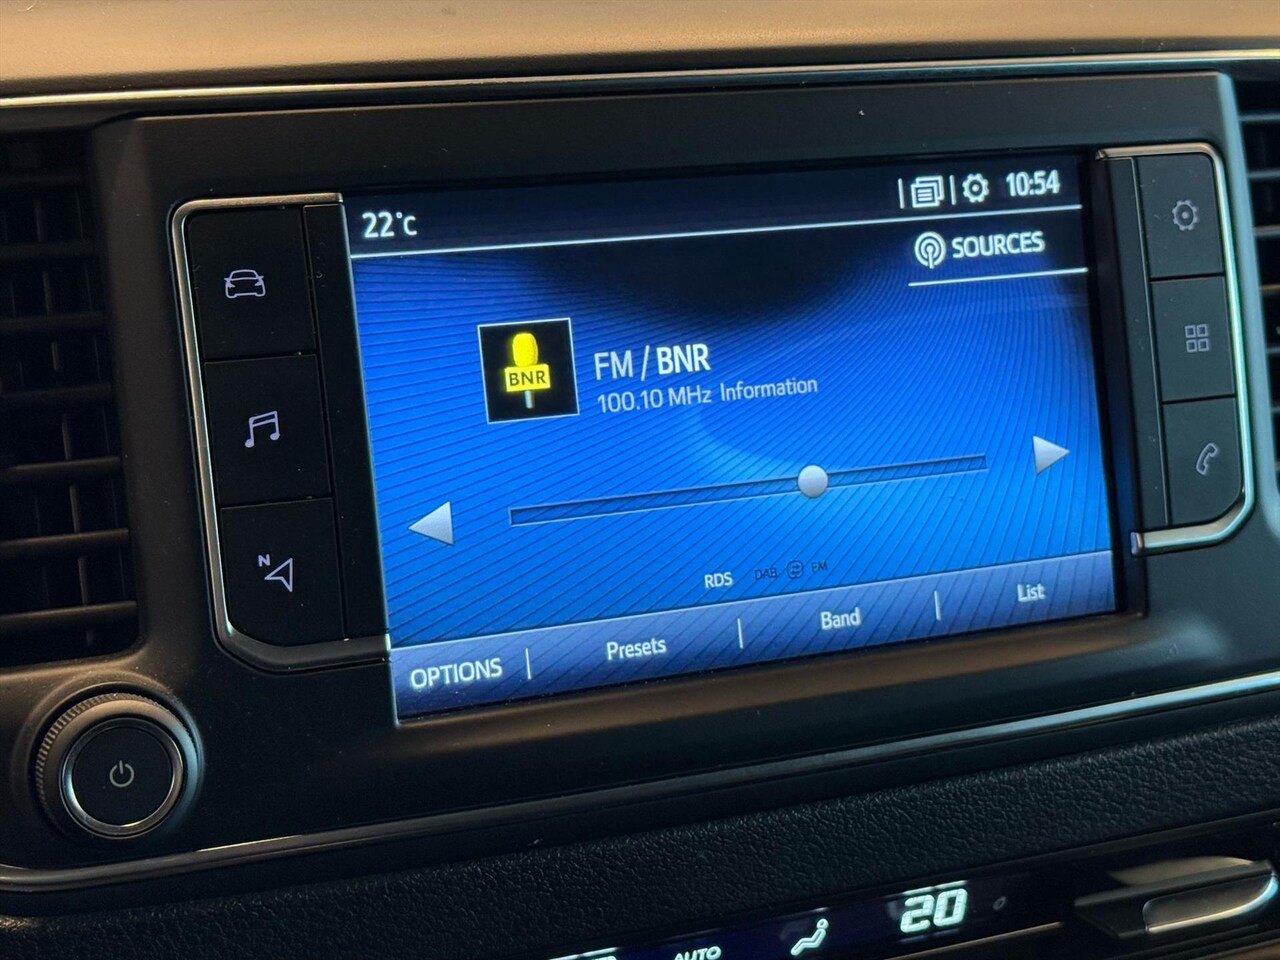 22°C
10:54
SOURCES
BNR
FM / BNR
100.10 MHz Information
N
RDS DAB FM
OPTIONS Presets Band List
AUTO
20